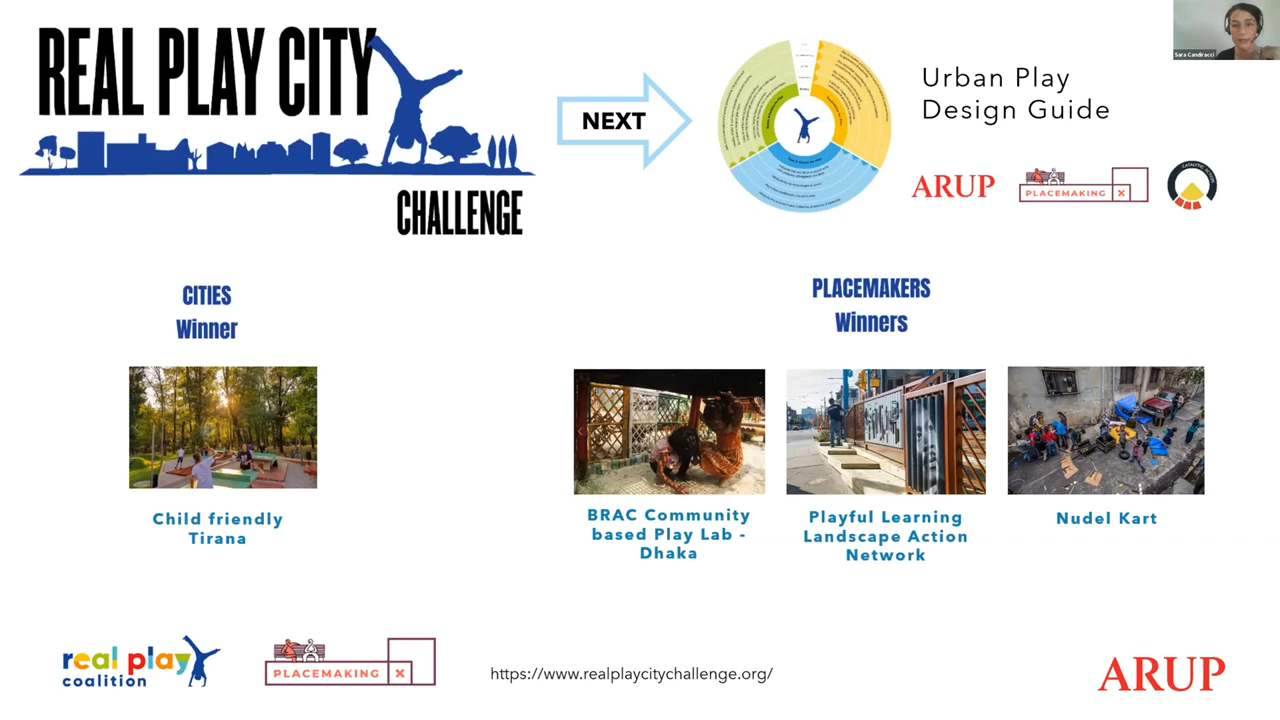 REAL PLAY CITY
CHALLENGE
NEXT
Urban Play
Design Guide
ARUP
PLACEMAKING X
Sara Candiracci
CITIES
Winner
PLACEMAKERS
Winners
Child friendly
Tirana
BRAC Community
based Play Lab -
Dhaka
Playful Learning
Landscape Action
Network
Nudel Kart
real play
coalition
PLACEMAKING X
https://www.realplaycitychallenge.org/
ARUP